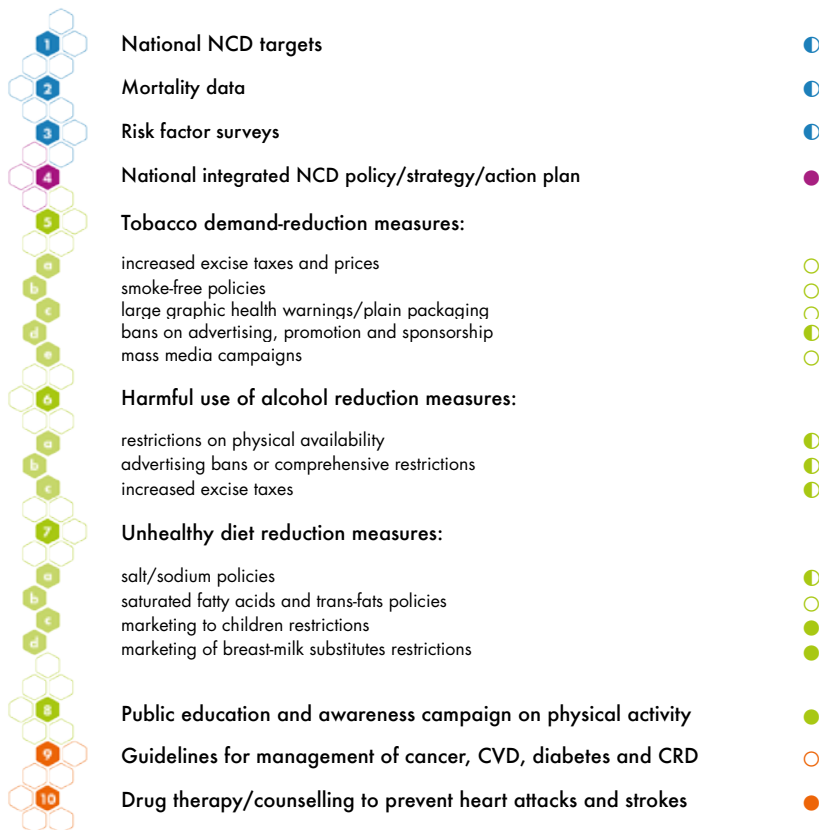 1 National NCD targets
2 Mortality data
3 Risk factor surveys
4 National integrated NCD policy/strategy/action plan
5 Tobacco demand-reduction measures:
a increased excise taxes and prices
b smoke-free policies
c large graphic health warnings/plain packaging
d bans on advertising, promotion and sponsorship
e mass media campaigns
6 Harmful use of alcohol reduction measures:
a restrictions on physical availability
b advertising bans or comprehensive restrictions
c increased excise taxes
7 Unhealthy diet reduction measures:
a salt/sodium policies
b saturated fatty acids and trans-fats policies
c marketing to children restrictions
d marketing of breast-milk substitutes restrictions
8 Public education and awareness campaign on physical activity
9 Guidelines for management of cancer, CVD, diabetes and CRD
10 Drug therapy/counselling to prevent heart attacks and strokes